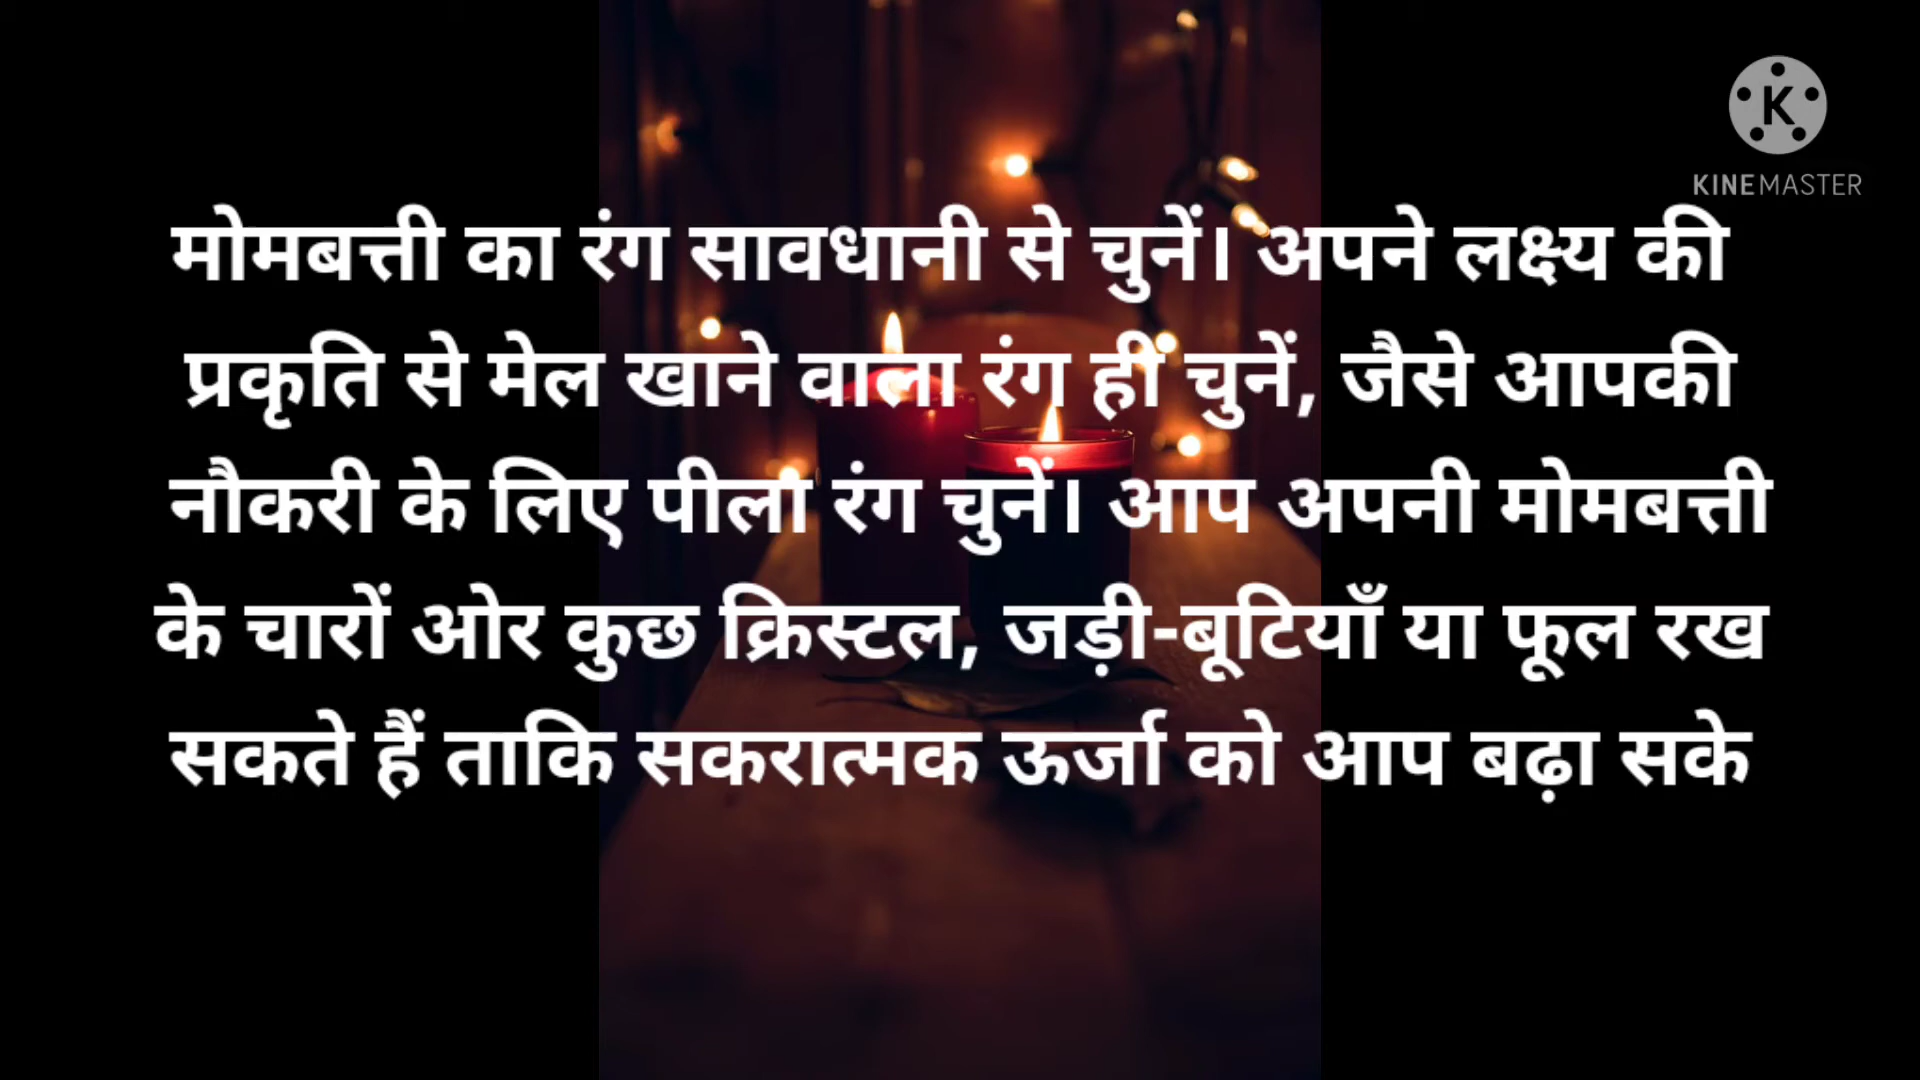 KINEMASTER
मोमबत्ती का रंग सावधानी से चुनें। अपने लक्ष्य की
प्रकृति से मेल खाने वाला रंग ही चुनें, जैसे आपकी
नौकरी के लिए पीला रंग चुनें। आप अपनी मोमबत्ती
के चारों ओर कुछ क्रिस्टल, जड़ी-बूटियाँ या फूल रख
सकते हैं ताकि सकरात्मक ऊर्जा को आप बढ़ा सके